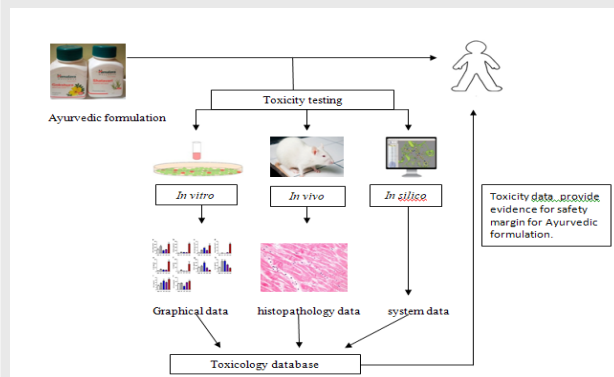 Ayurvedic formulation
Toxicity testing
In vitro
In vivo
In silico
Toxicity data provide
evidence for safety
margin for Ayurvedic
formulation.
Graphical data
histopathology data
system data
Toxicology database